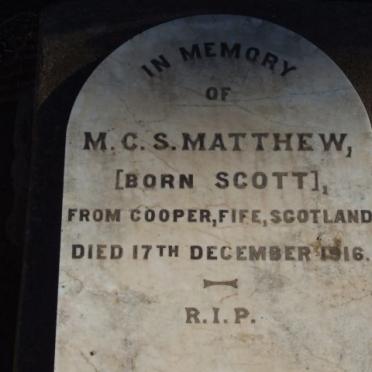 IN MEMORY
OF
M. C. S. MATTHEW,
[BORN SCOTT],
FROM COOPER, FIFE, SCOTLAND
DIED 17TH DECEMBER 1916.
R.I.P.